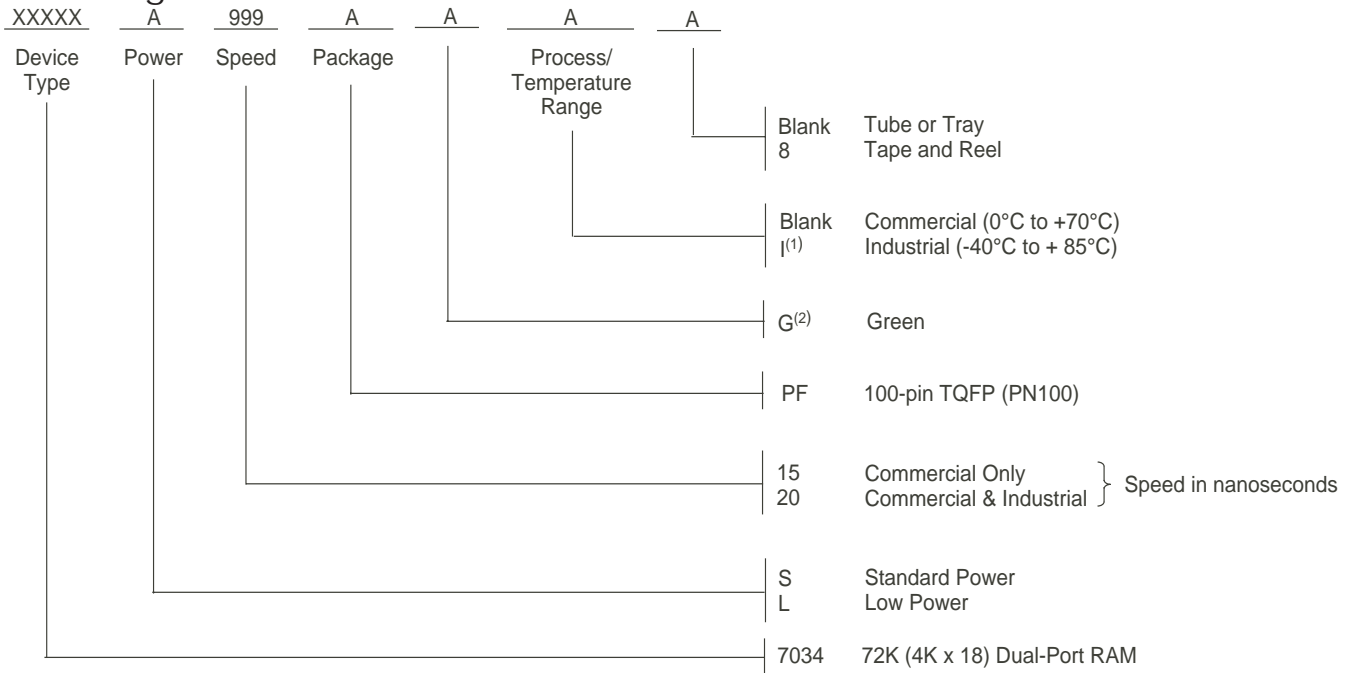 XXXXX A 999 A A A A
Device Type Power Speed Package Process/ Temperature Range
Blank Tube or Tray
8 Tape and Reel
Blank Commercial (0°C to +70°C)
I(1) Industrial (-40°C to + 85°C)
G(2) Green
PF 100-pin TQFP (PN100)
15 Commercial Only
20 Commercial & Industrial
Speed in nanoseconds
S Standard Power
L Low Power
7034 72K (4K x 18) Dual-Port RAM